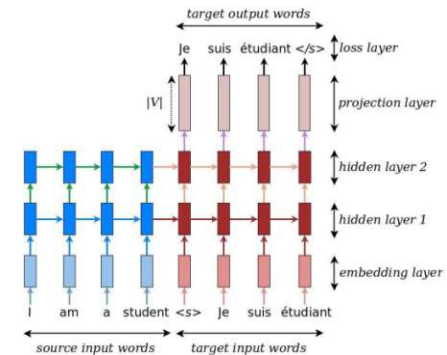 target output words
Je suis étudiant </s> loss layer
|V| projection layer
hidden layer 2
hidden layer 1
embedding layer
I am a student <s> Je suis étudiant
source input words target input words